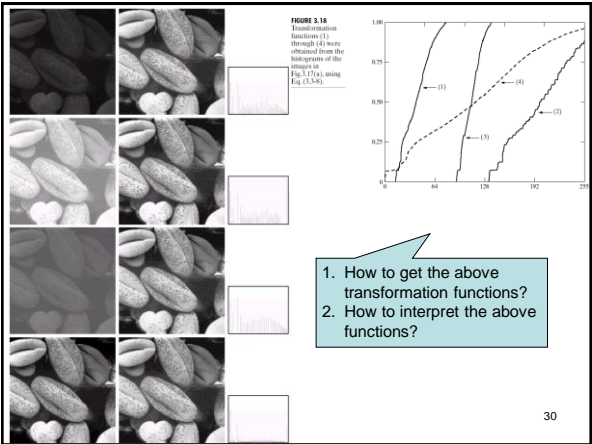 FIGURE 3.18
Transformation
functions (1)
through (4) were
obtained from the
histograms of the
images in
Fig.3.17(a), using
Eq. (3.3-8).
1.00
0.75
0.50
0.25
0
0
64
128
192
255
(1)
(4)
(2)
(3)
1. How to get the above
transformation functions?
2. How to interpret the above
functions?
30